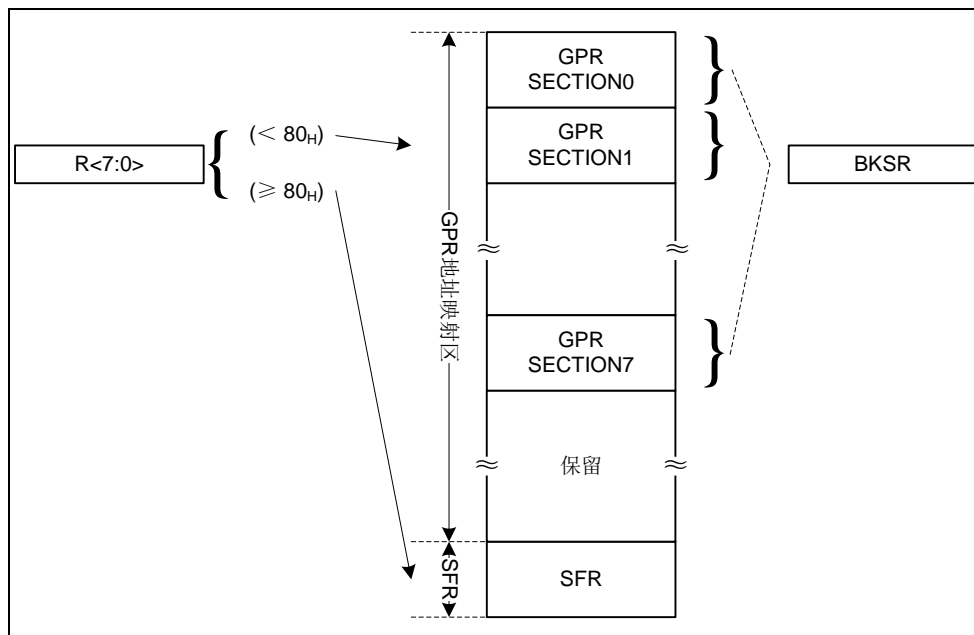 GPR
SECTION0
(< 80H)
GPR
SECTION1
R<7:0>
BKSR
(≥ 80H)
GPR地址映射区
GPR
SECTION7
保留
SFR
SFR